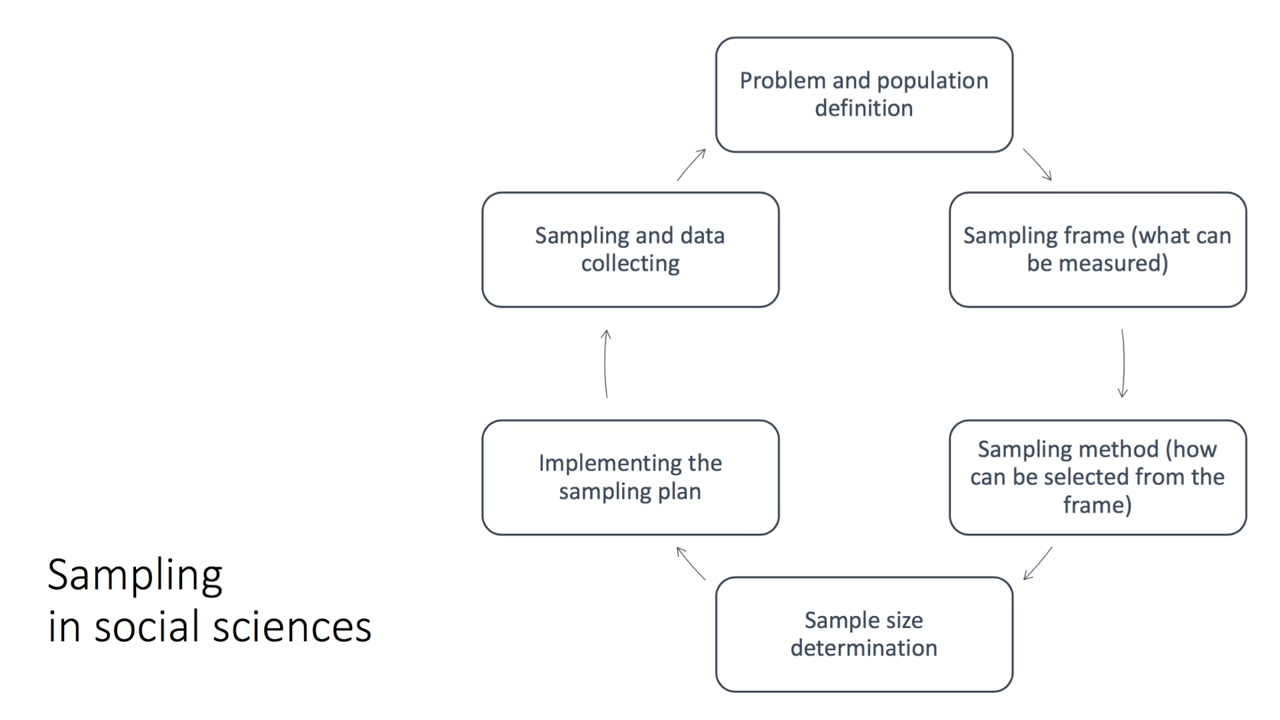 Problem and population
definition
Sampling frame (what can
be measured)
Sampling method (how
can be selected from the
frame)
Sample size
determination
Implementing the
sampling plan
Sampling and data
collecting
Sampling
in social sciences